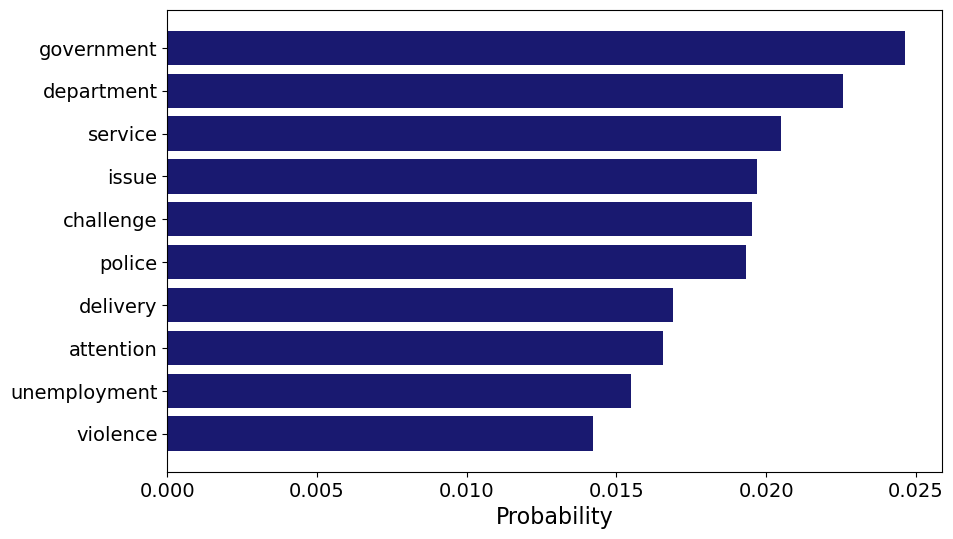 government
department
service
issue
challenge
police
delivery
attention
unemployment
violence
0.000 0.005 0.010 0.015 0.020 0.025
Probability